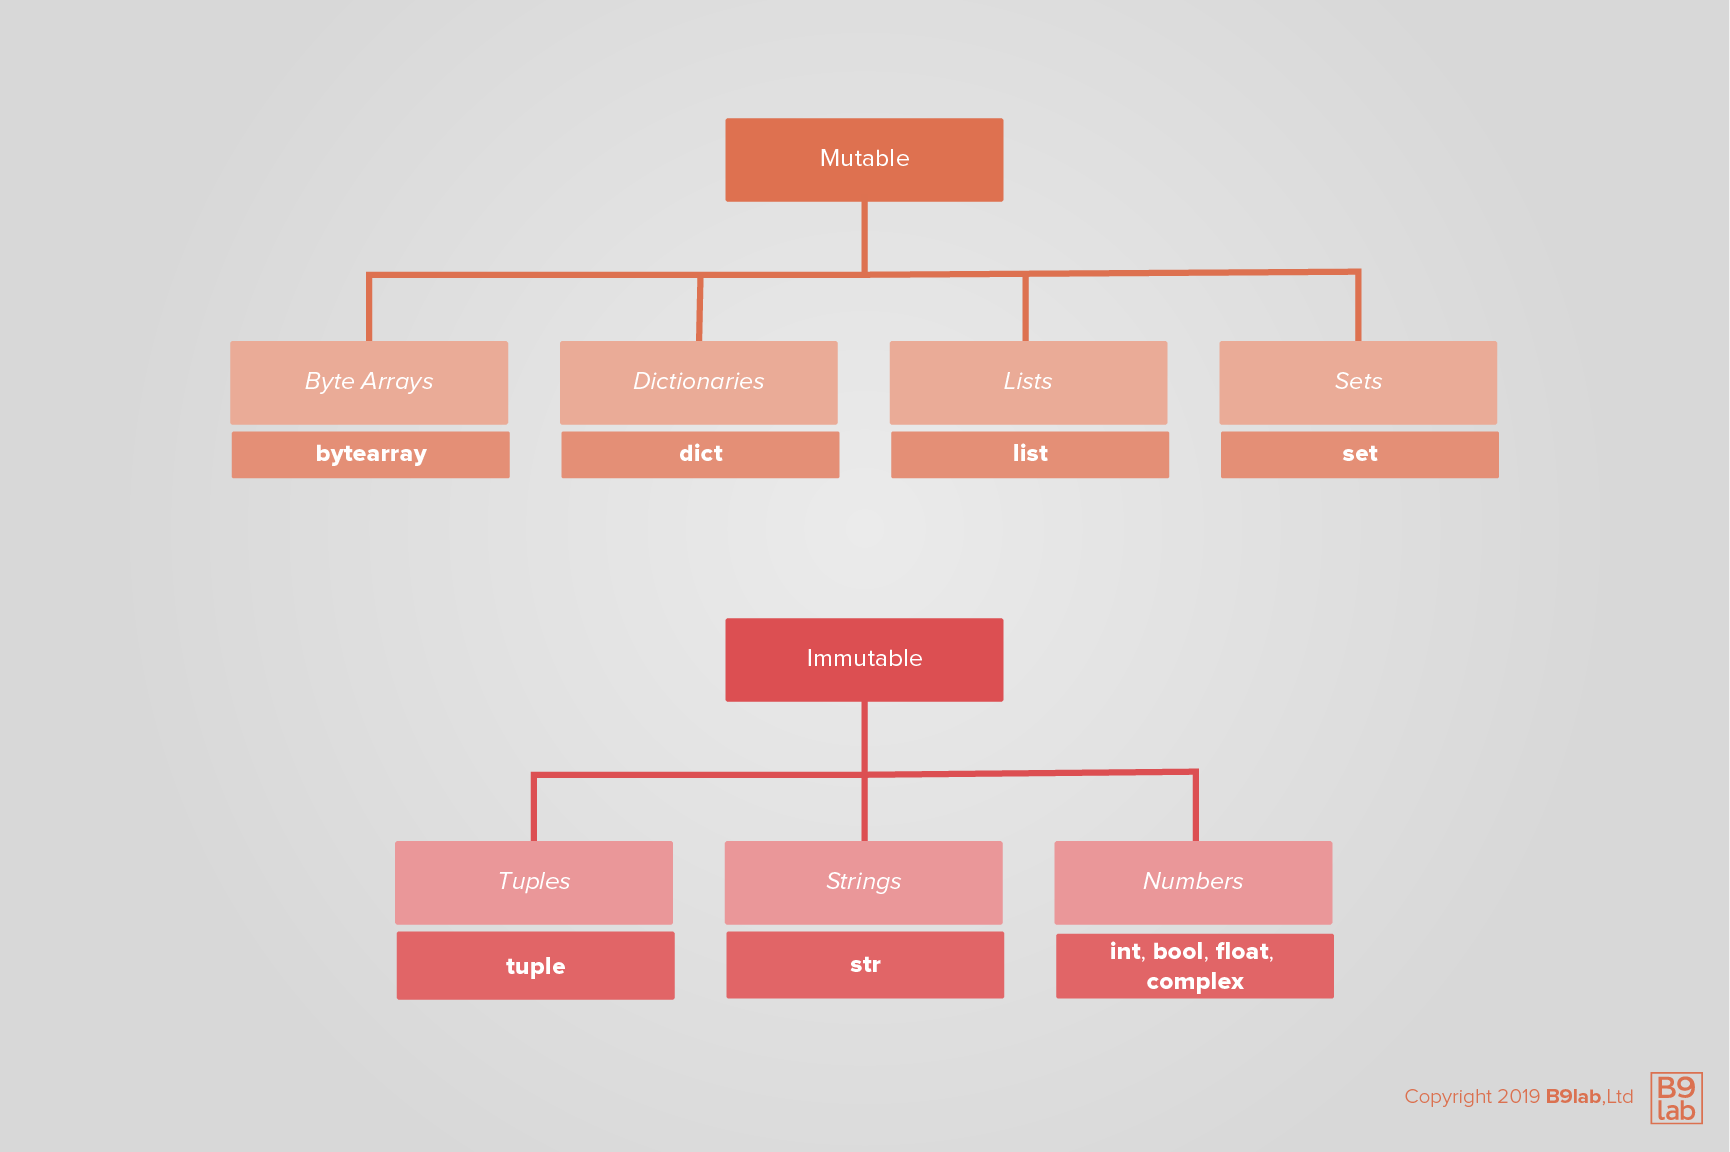 Mutable
Byte Arrays
Dictionaries
Lists
Sets
bytearray
dict
list
set
Immutable
Tuples
Strings
Numbers
tuple
str
int, bool, float,
complex
Copyright 2019 B9lab,Ltd
B9
lab